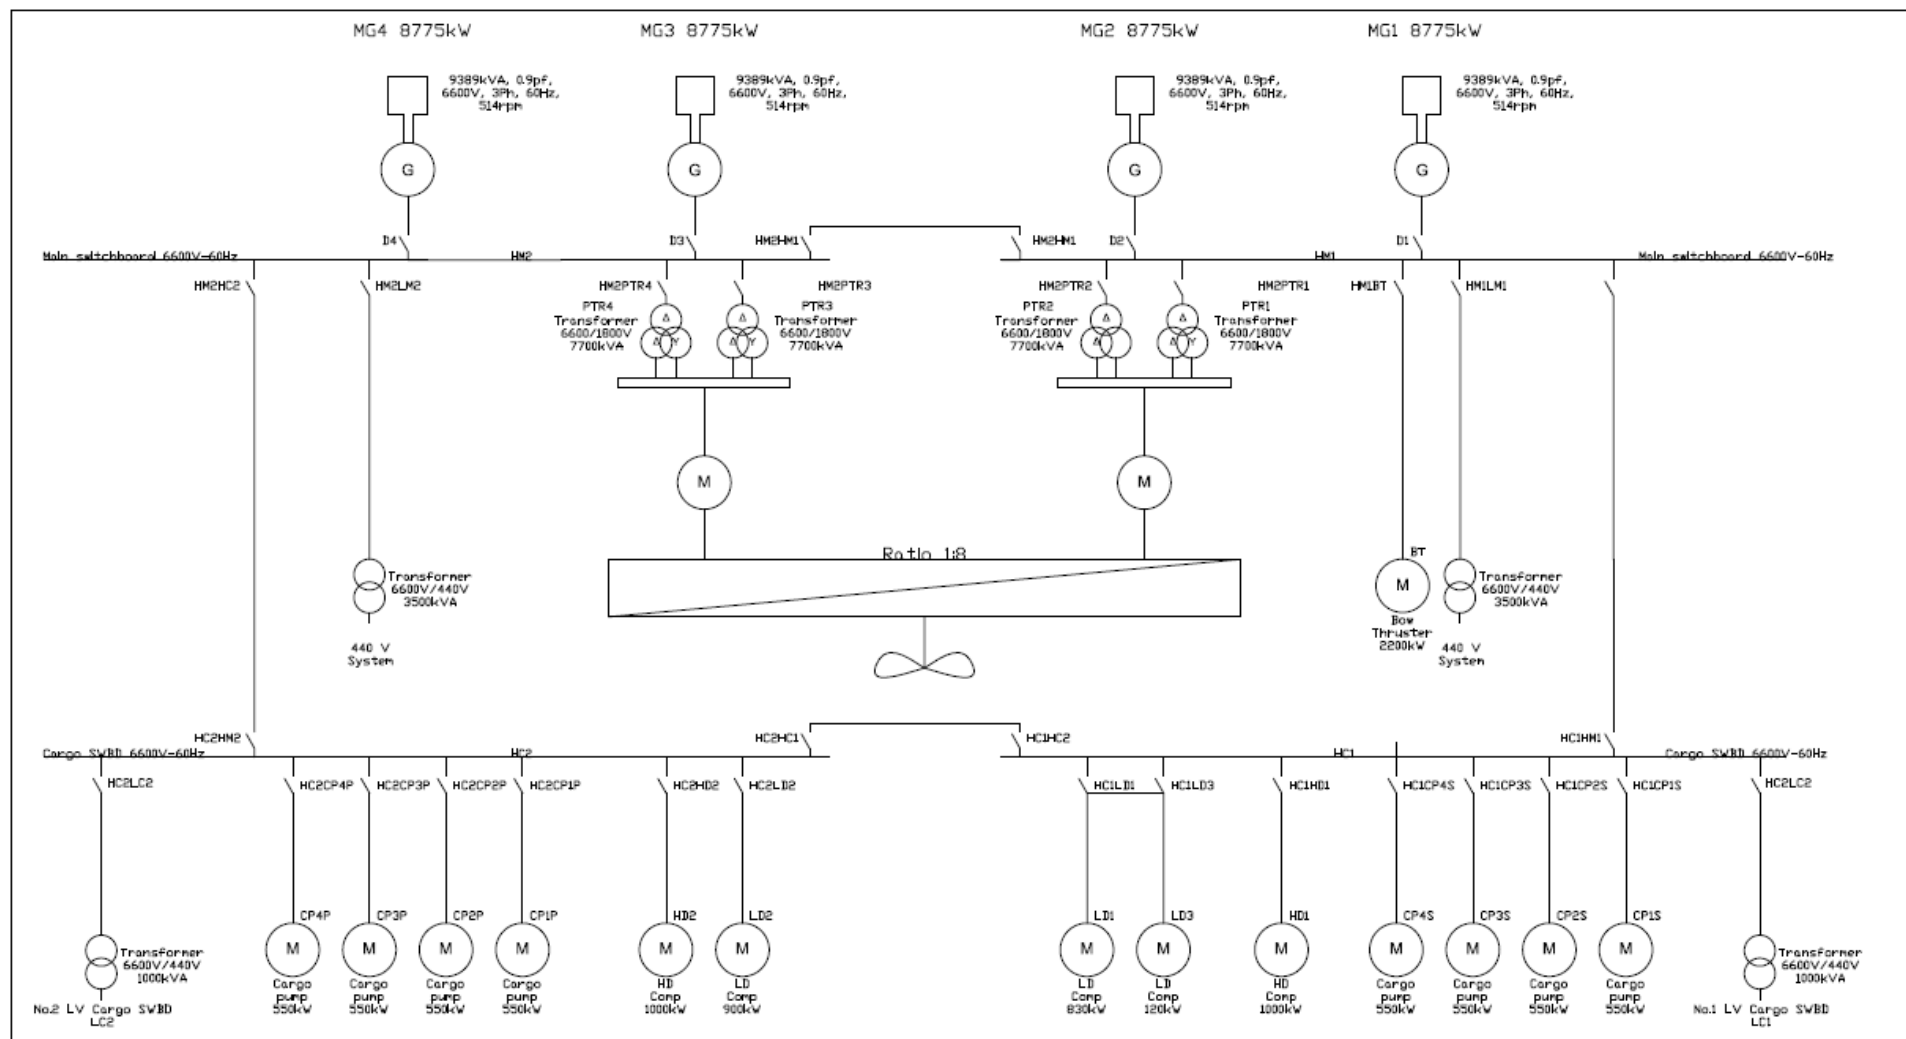 MG4 8775kW
MG3 8775kW
MG2 8775kW
MG1 8775kW
9389kVA, 0.9pf,
6600V, 3Ph, 60Hz,
514rpm
9389kVA, 0.9pf,
6600V, 3Ph, 60Hz,
514rpm
9389kVA, 0.9pf,
6600V, 3Ph, 60Hz,
514rpm
9389kVA, 0.9pf,
6600V, 3Ph, 60Hz,
514rpm
G
G
G
G
D4
D3
HM2HM1
HM2HM1
D2
D1
Main switchboard 6600V-60Hz
HM2
HM1
Main switchboard 6600V-60Hz
HM2HC2
HM2LM2
HM2PTR4
HM2PTR3
HM2PTR2
HM2PTR1
HM1BT
HM1LM1
PTR4
Transformer
6600/1800V
7700kVA
Δ
Δ Y
Δ
Δ Y
PTR3
Transformer
6600/1800V
7700kVA
PTR2
Transformer
6600/1800V
7700kVA
Δ
Δ
Δ
Δ Y
PTR1
Transformer
6600/1800V
7700kVA
M
M
Ratio 1:8
Transformer
6600V/440V
3500kVA
440 V
System
BT
M
Bow
Thruster
2200kW
Transformer
6600V/440V
3500kVA
440 V
System
HC2HM2
HC2HC1
HC1HC2
HC1HM1
Cargo SWBD 6600V-60Hz
HC2
HC1
Cargo SWBD 6600V-60Hz
HC2LC2
HC2CP4P
HC2CP3P
HC2CP2P
HC2CP1P
HC2HD2
HC2LD2
HC1LD1
HC1LD3
HC1HD1
HC1CP4S
HC1CP3S
HC1CP2S
HC1CP1S
HC2LC2
CP4P
CP3P
CP2P
CP1P
HD2
LD2
LD1
LD3
HD1
CP4S
CP3S
CP2S
CP1S
M
M
M
M
M
M
M
M
M
M
M
M
M
Transformer
6600V/440V
1000kVA
No.2 LV Cargo SWBD
LC2
Cargo
pump
550kW
Cargo
pump
550kW
Cargo
pump
550kW
Cargo
pump
550kW
HD
Comp
1000kW
LD
Comp
900kW
LD
Comp
830kW
LD
Comp
120kW
HD
Comp
1000kW
Cargo
pump
550kW
Cargo
pump
550kW
Cargo
pump
550kW
Cargo
pump
550kW
Transformer
6600V/440V
1000kVA
No.1 LV Cargo SWBD
LC1